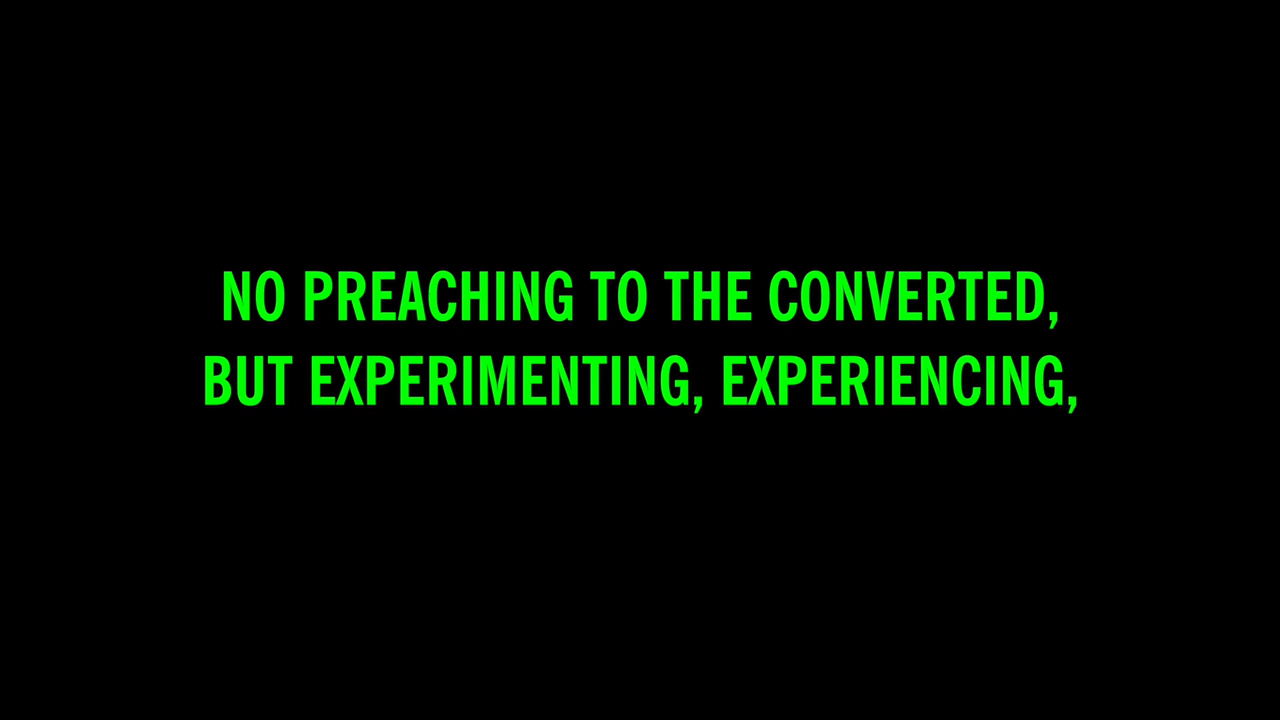 NO PREACHING TO THE CONVERTED,
BUT EXPERIMENTING, EXPERIENCING,